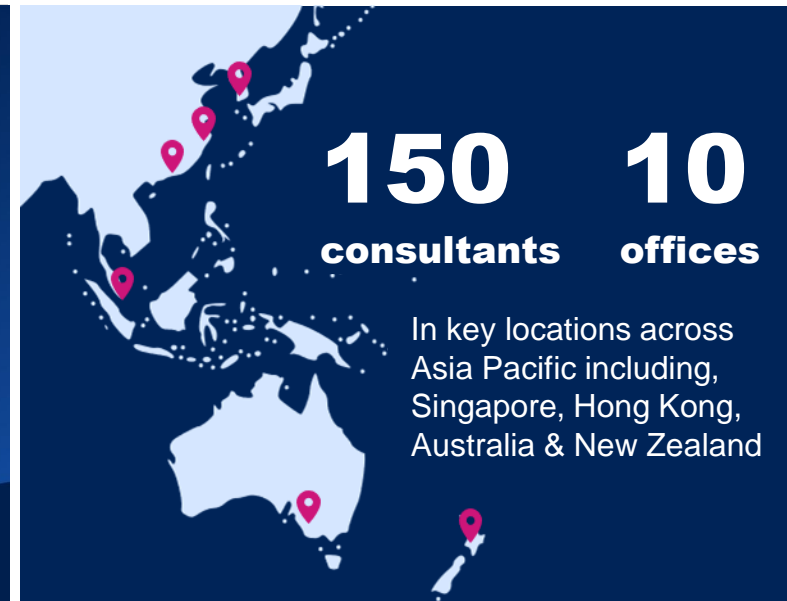 150 10
consultants offices
In key locations across
Asia Pacific including,
Singapore, Hong Kong,
Australia & New Zealand